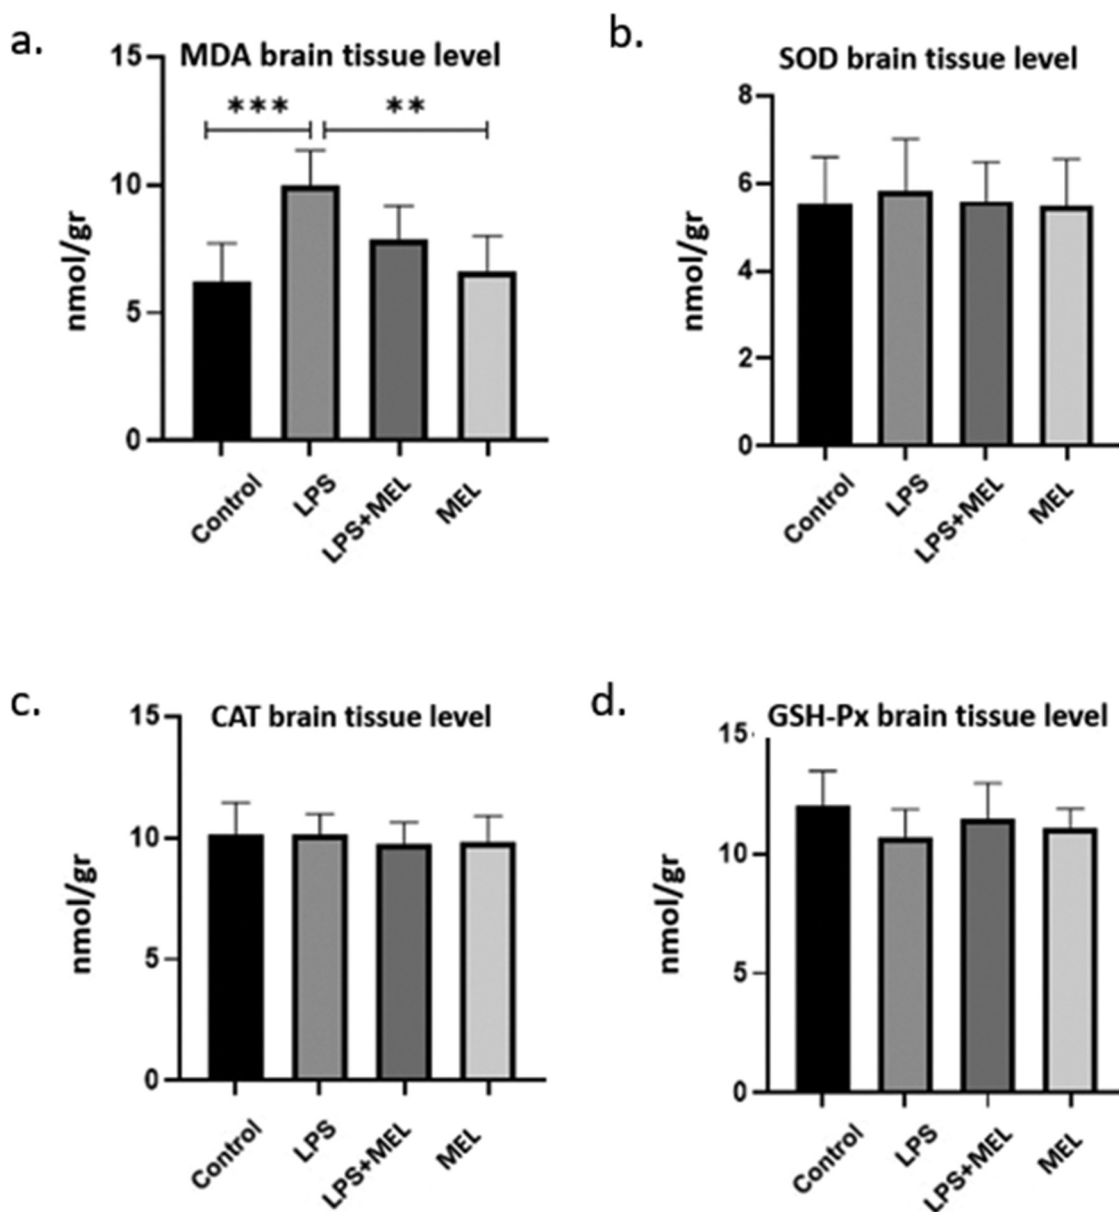 a.
MDA brain tissue level
15
10
5
0
nmol/gr
*** **
Control LPS LPS+MEL MEL
b.
SOD brain tissue level
8
6
4
2
0
nmol/gr
Control LPS LPS+MEL MEL
c.
CAT brain tissue level
15
10
5
0
nmol/gr
Control LPS LPS+MEL MEL
d.
GSH-Px brain tissue level
15
10
5
0
nmol/gr
Control LPS LPS+MEL MEL